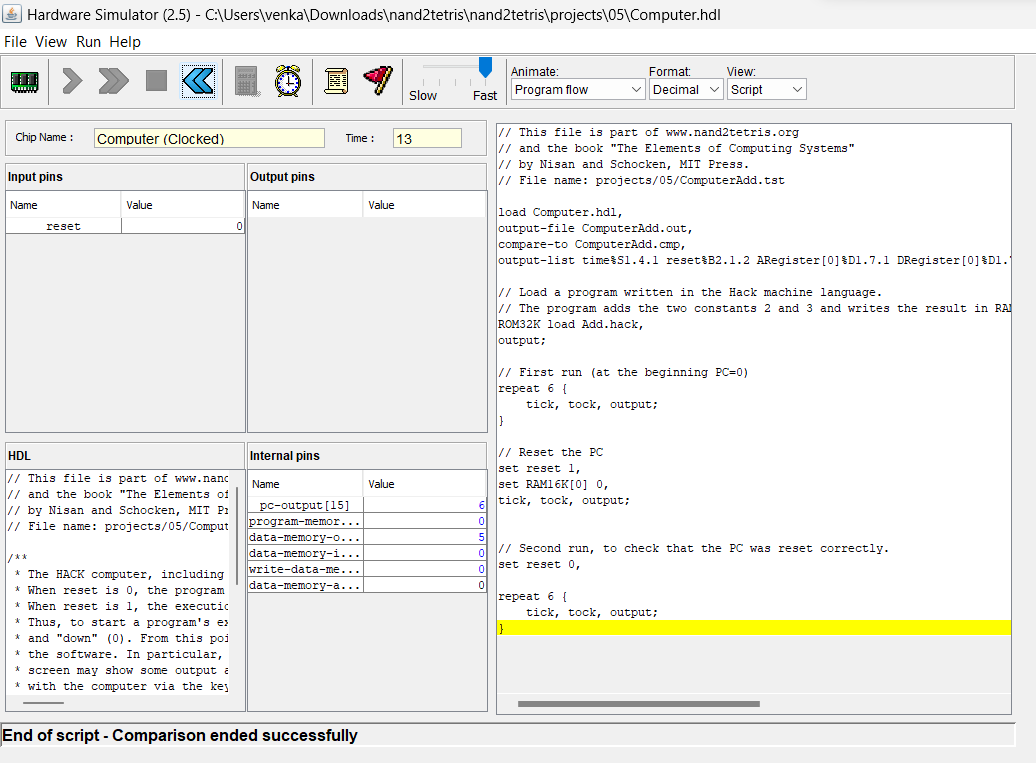 Hardware Simulator (2.5) - C:\Users\venka\Downloads\nand2tetris\nand2tetris\projects\05\Computer.hdl
File View Run Help
Slow Fast
Animate: Format: View:
Program flow Decimal Script
Chip Name : Computer (Clocked) Time : 13
Input pins
Name Value
reset 0
Output pins
Name Value
HDL
// This file is part of www.nand
// and the book "The Elements of
// by Nisan and Schocken, MIT Pr
// File name: projects/05/Comput
/**
* The HACK computer, including
* When reset is 0, the program
* When reset is 1, the executio
* Thus, to start a program's ex
* and "down" (0). From this poi
* the software. In particular,
* screen may show some output a
* with the computer via the key
Internal pins
Name Value
pc-output[15] 6
program-memor... 0
data-memory-o... 5
data-memory-i... 0
write-data-me... 0
data-memory-a... 0
// This file is part of www.nand2tetris.org
// and the book "The Elements of Computing Systems"
// by Nisan and Schocken, MIT Press.
// File name: projects/05/ComputerAdd.tst
load Computer.hdl,
output-file ComputerAdd.out,
compare-to ComputerAdd.cmp,
output-list time%S1.4.1 reset%B2.1.2 ARegister[0]%D1.7.1 DRegister[0]%D1.7
// Load a program written in the Hack machine language.
// The program adds the two constants 2 and 3 and writes the result in RAM
ROM32K load Add.hack,
output;
// First run (at the beginning PC=0)
repeat 6 {
tick, tock, output;
}
// Reset the PC
set reset 1,
set RAM16K[0] 0,
tick, tock, output;
// Second run, to check that the PC was reset correctly.
set reset 0,
repeat 6 {
tick, tock, output;
}
End of script - Comparison ended successfully